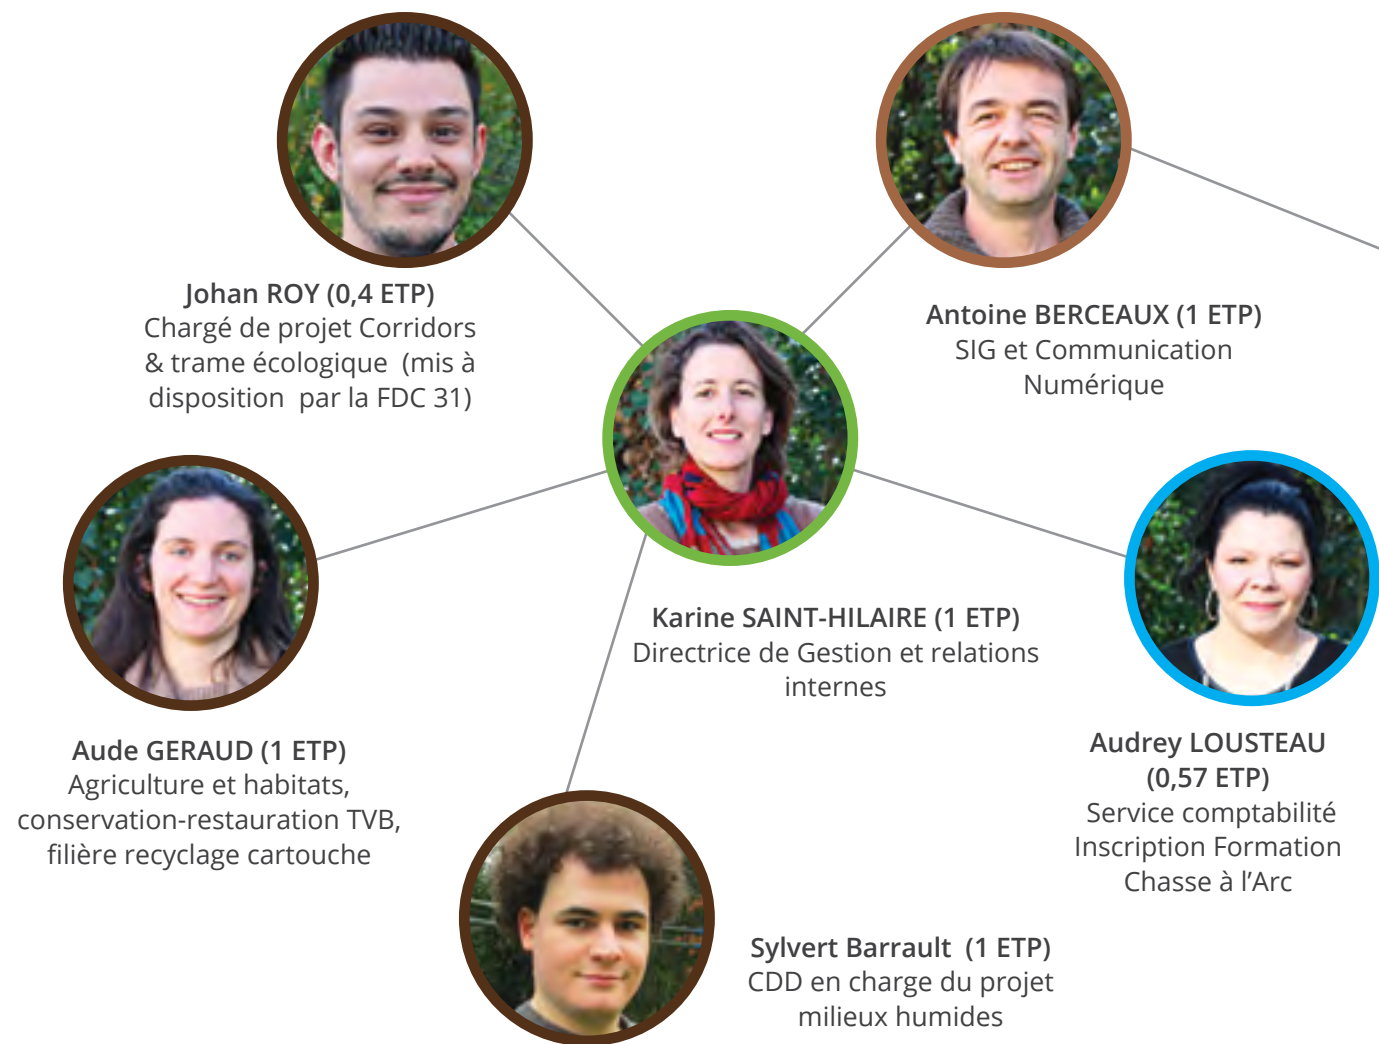 Johan ROY (0,4 ETP)
Chargé de projet Corridors
& trame écologique  (mis à
disposition  par la FDC 31)
Antoine BERCEAUX (1 ETP)
SIG et Communication
Numérique
Karine SAINT-HILAIRE (1 ETP)
Directrice de Gestion et relations
internes
Aude GERAUD (1 ETP)
Agriculture et habitats,
conservation-restauration TVB,
filière recyclage cartouche
Audrey LOUSTEAU
(0,57 ETP)
Service comptabilité
Inscription Formation
Chasse à l’Arc
Sylvert Barrault  (1 ETP)
CDD en charge du projet
milieux humides